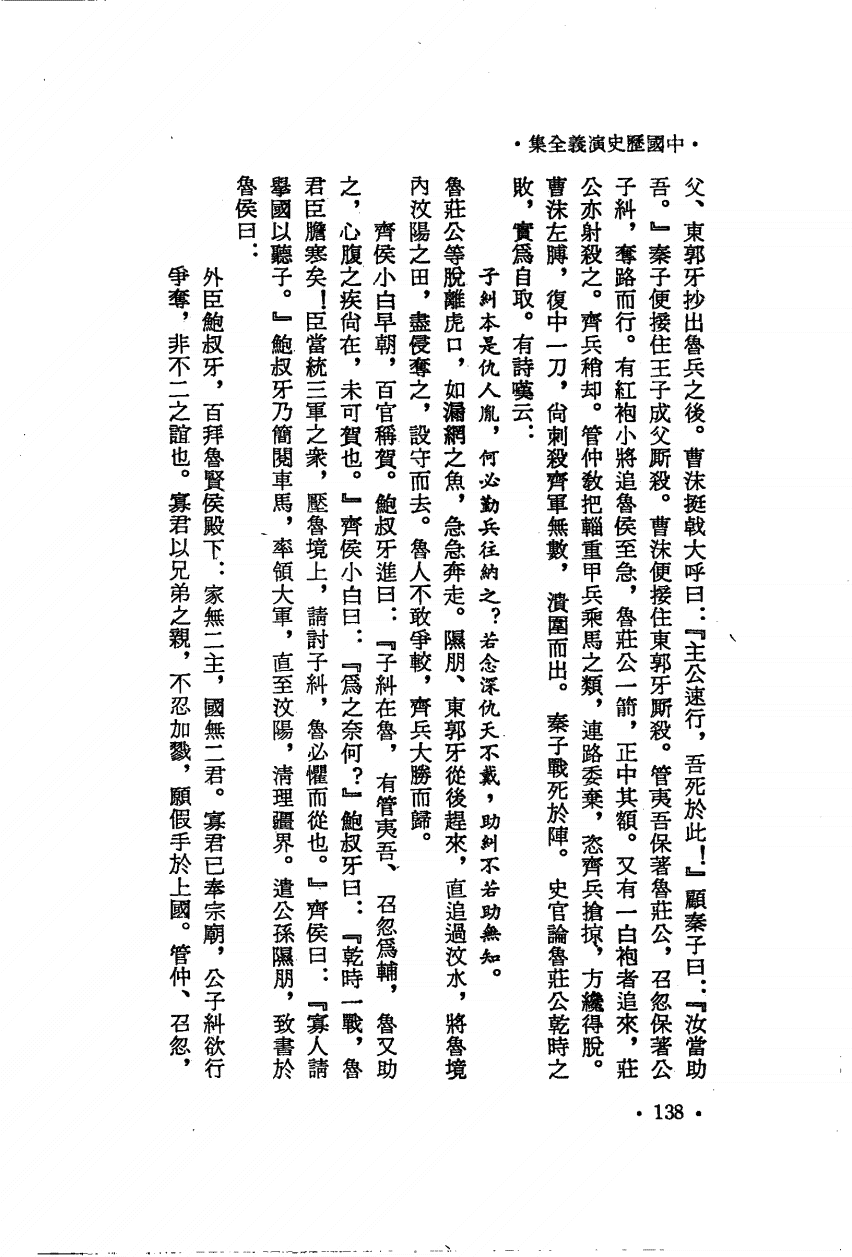 ·中國歷史演義全集·
父、東郭牙抄出魯兵之後。曹沫挺戟大呼曰：『主公速行，吾死於此！』顧秦子曰：『汝當助
吾。』秦子便接住王子成父厮殺。曹沫便接住東郭牙厮殺。管夷吾保著魯莊公，召忽保著公
子糾，奪路而行。有紅袍小將追魯侯至急，魯莊公一箭，正中其額。又有一白袍者追來，莊
公亦射殺之。齊兵稍却。管仲教把輜重甲兵乘馬之類，連路委棄，恣齊兵搶掠，方纔得脫。
曹沫左膊，復中一刀，尚刺殺齊軍無數，潰圍而出。秦子戰死於陣。史官論魯莊公乾時之
敗，實爲自取。有詩嘆云：
子糾本是仇人胤，何必勤兵往納之？若念深仇天不戴，助糾不若助無知。
魯莊公等脫離虎口，如漏網之魚，急急奔走。隰朋、東郭牙從後趕來，直追過汶水，將魯境
內汶陽之田，盡侵奪之，設守而去。魯人不敢爭較，齊兵大勝而歸。
齊侯小白早朝，百官稱賀。鮑叔牙進曰：『子糾在魯，有管夷吾、召忽爲輔，魯又助
之，心腹之疾尚在，未可賀也。』齊侯小白曰：『爲之奈何？』鮑叔牙曰：『乾時一戰，魯
君臣膽寒矣！臣當統三軍之衆，壓魯境上，請討子糾，魯必懼而從也。』齊侯曰：『寡人請
舉國以聽子。』鮑叔牙乃簡閱車馬，率領大軍，直至汶陽，清理疆界。遣公孫隰朋，致書於
魯侯曰：
外臣鮑叔牙，百拜魯賢侯殿下：家無二主，國無二君。寡君已奉宗廟，公子糾欲行
爭奪，非不二之誼也。寡君以兄弟之親，不忍加戮，願假手於上國。管仲、召忽，
·138·